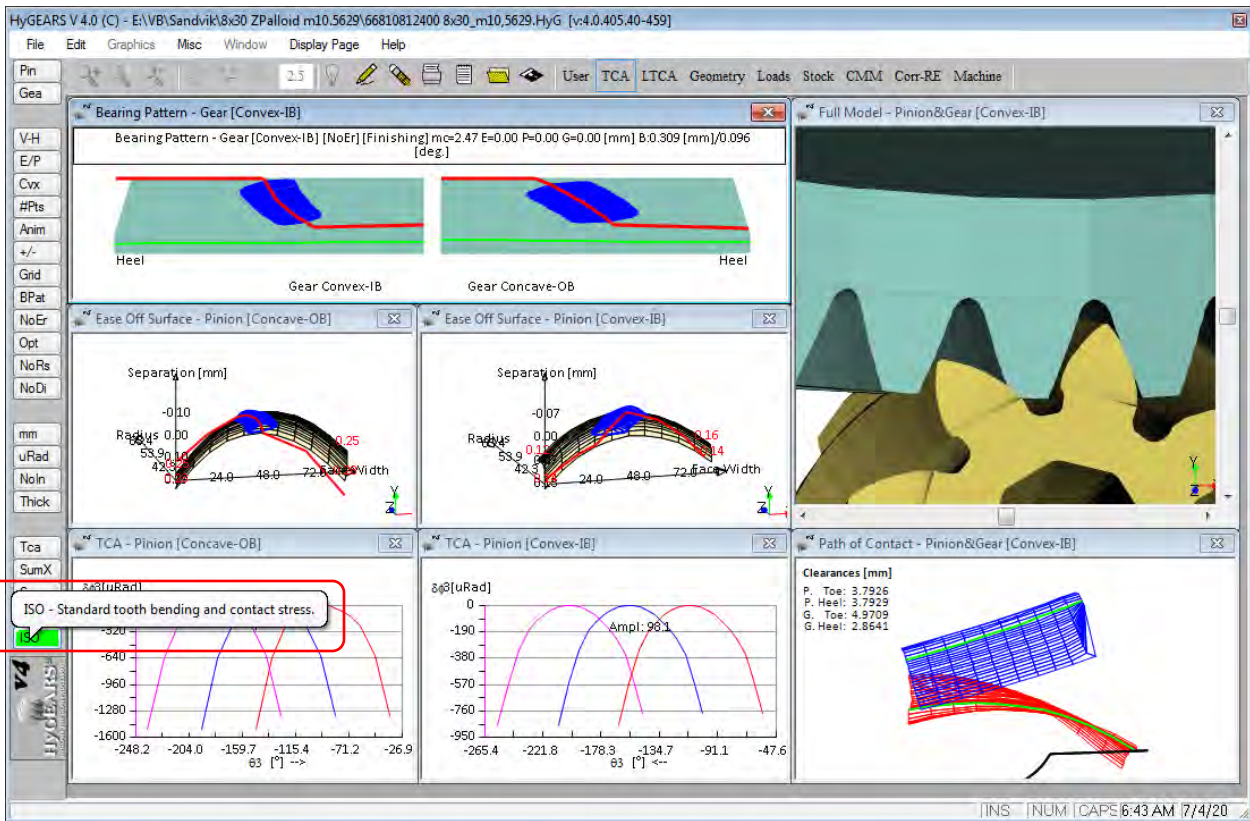 HyGEARS V 4.0 (C) - E:\VB\Sandvik\8x30 ZPalloid m10.5629\66810812400 8x30_m10,5629.HyG [v:4.0.405.40-459]
File Edit Graphics Misc Window Display Page Help
Pin
Gea
2.5 User TCA LTCA Geometry Loads Stock CMM Corr-RE Machine
V-H
E/P
Cvx
#Pts
Anim
+/-
Grid
BPat
NoEr
Opt
NoRs
NoDi
mm
uRad
NoIn
Thick
Tca
SumX
ISO
v4
HyGEARS
Bearing Pattern - Gear [Convex-IB]
Bearing Pattern - Gear [Convex-IB] [NoEr] [Finishing] mc=2.47 E=0.00 P=0.00 G=0.00 [mm] B:0.309 [mm]/0.096
[deg.]
Heel Heel
Gear Convex-IB Gear Concave-OB
Full Model - Pinion&Gear [Convex-IB]
Y
Z
Ease Off Surface - Pinion [Concave-OB]
Separation [mm]
-0.10
Radius 0.00
53.9
0.25
24.0 48.0 72.0 Face Width
Y
Z
Ease Off Surface - Pinion [Convex-IB]
Separation [mm]
-0.07
Radius 0.00
53.9
42.3
0.16
0.14
24.0 48.0 72.0 Face Width
Y
Z
TCA - Pinion [Concave-OB]
δϕ3[uRad]
ISO - Standard tooth bending and contact stress.
-320
-640
-960
-1280
-1600
-248.2 -204.0 -159.7 -115.4 -71.2 -26.9
θ3 [°] -->
TCA - Pinion [Convex-IB]
δϕ3[uRad]
0
-190
-380
-570
-760
-950
Ampl: 98.1
-265.4 -221.8 -178.3 -134.7 -91.1 -47.6
θ3 [°] <--
Path of Contact - Pinion&Gear [Convex-IB]
Clearances [mm]
P. Toe: 3.7926
P. Heel: 3.7929
G. Toe: 4.9709
G. Heel: 2.8641
INS NUM CAPS 6:43 AM 7/4/20